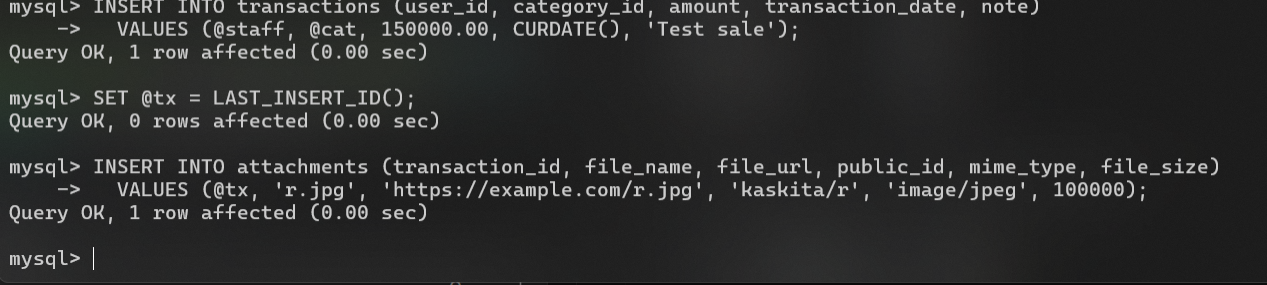 mysql> INSERT INTO transactions (user_id, category_id, amount, transaction_date, note)
    ->   VALUES (@staff, @cat, 150000.00, CURDATE(), 'Test sale');
Query OK, 1 row affected (0.00 sec)

mysql> SET @tx = LAST_INSERT_ID();
Query OK, 0 rows affected (0.00 sec)

mysql> INSERT INTO attachments (transaction_id, file_name, file_url, public_id, mime_type, file_size)
    ->   VALUES (@tx, 'r.jpg', 'https://example.com/r.jpg', 'kaskita/r', 'image/jpeg', 100000);
Query OK, 1 row affected (0.00 sec)

mysql>